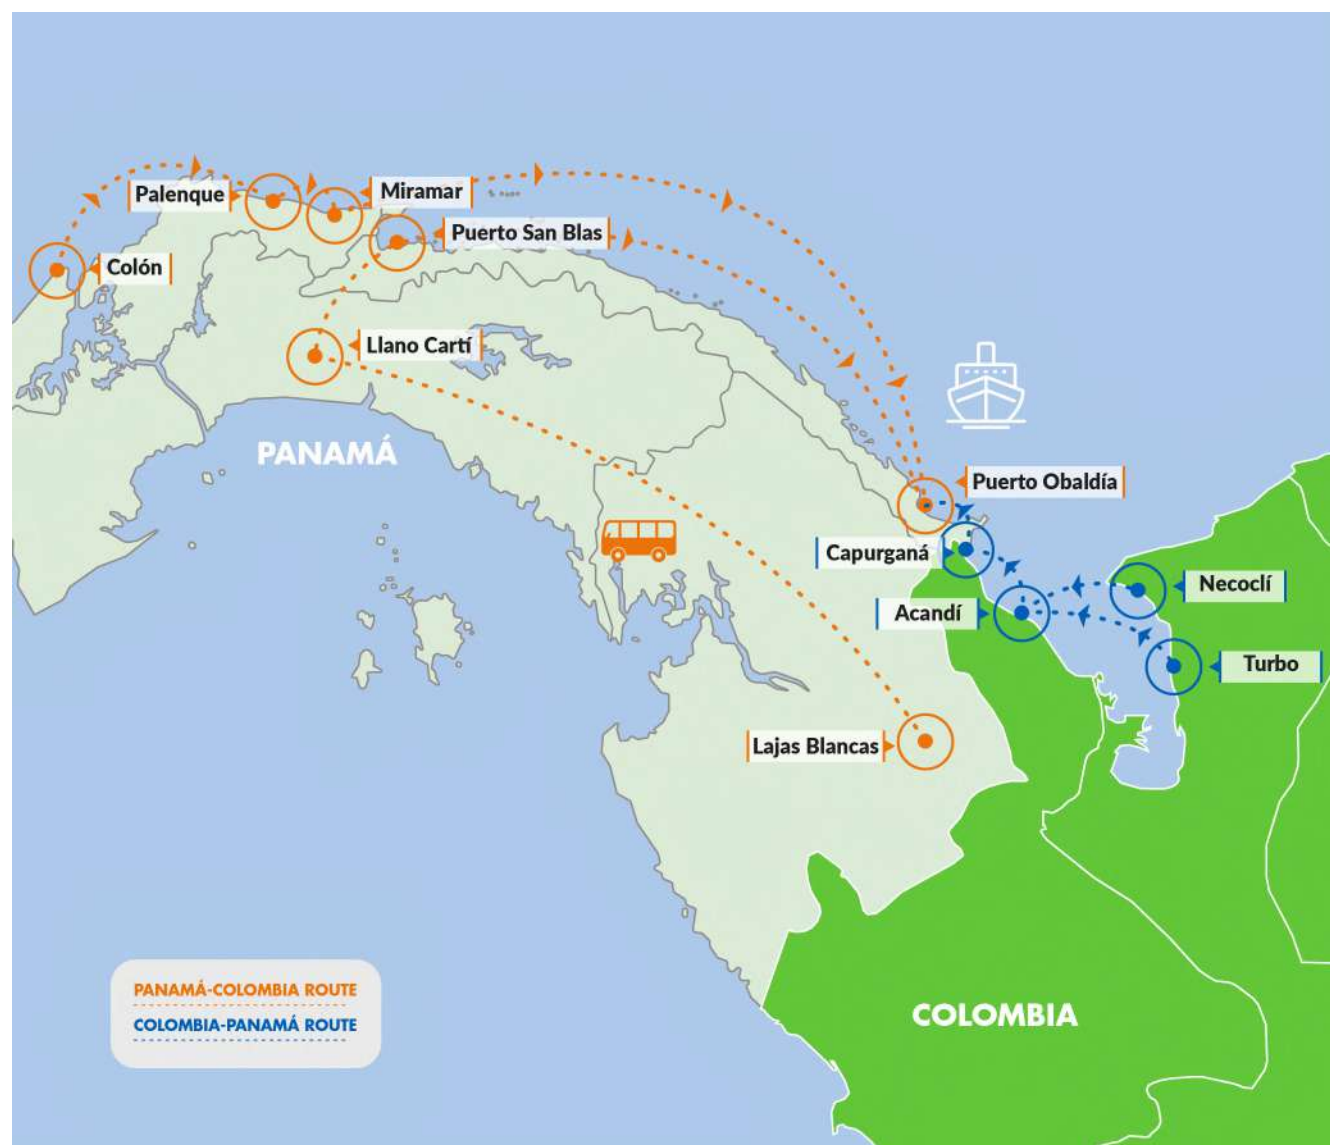 Palenque
Miramar
Puerto San Blas
Colón
Llano Cartí
PANAMÁ
Puerto Obaldía
Capurganá
Necoclí
Acandí
Turbo
Lajas Blancas
PANAMÁ-COLOMBIA ROUTE
COLOMBIA-PANAMÁ ROUTE
COLOMBIA